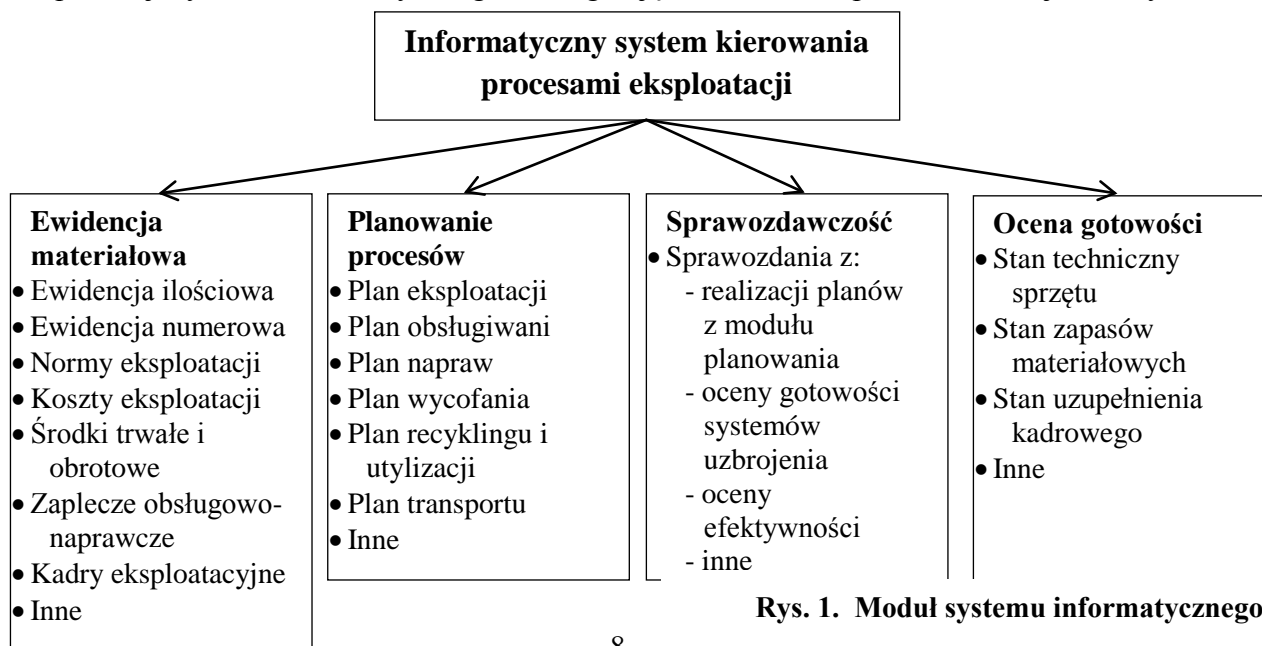 Informatyczny system kierowania
procesami eksploatacji
Ewidencja
materiałowa
• Ewidencja ilościowa
• Ewidencja numerowa
• Normy eksploatacji
• Koszty eksploatacji
• Środki trwałe i
obrotowe
• Zaplecze obsługowo-
naprawcze
• Kadry eksploatacyjne
• Inne
Planowanie
procesów
• Plan eksploatacji
• Plan obsługiwani
• Plan napraw
• Plan wycofania
• Plan recyklingu i
utylizacji
• Plan transportu
• Inne
Sprawozdawczość
• Sprawozdania z:
- realizacji planów
z modułu
planowania
- oceny gotowości
systemów
uzbrojenia
- oceny
efektywności
- inne
Ocena gotowości
• Stan techniczny
sprzętu
• Stan zapasów
materiałowych
• Stan uzupełnienia
kadrowego
• Inne
Rys. 1. Moduł systemu informatycznego
8